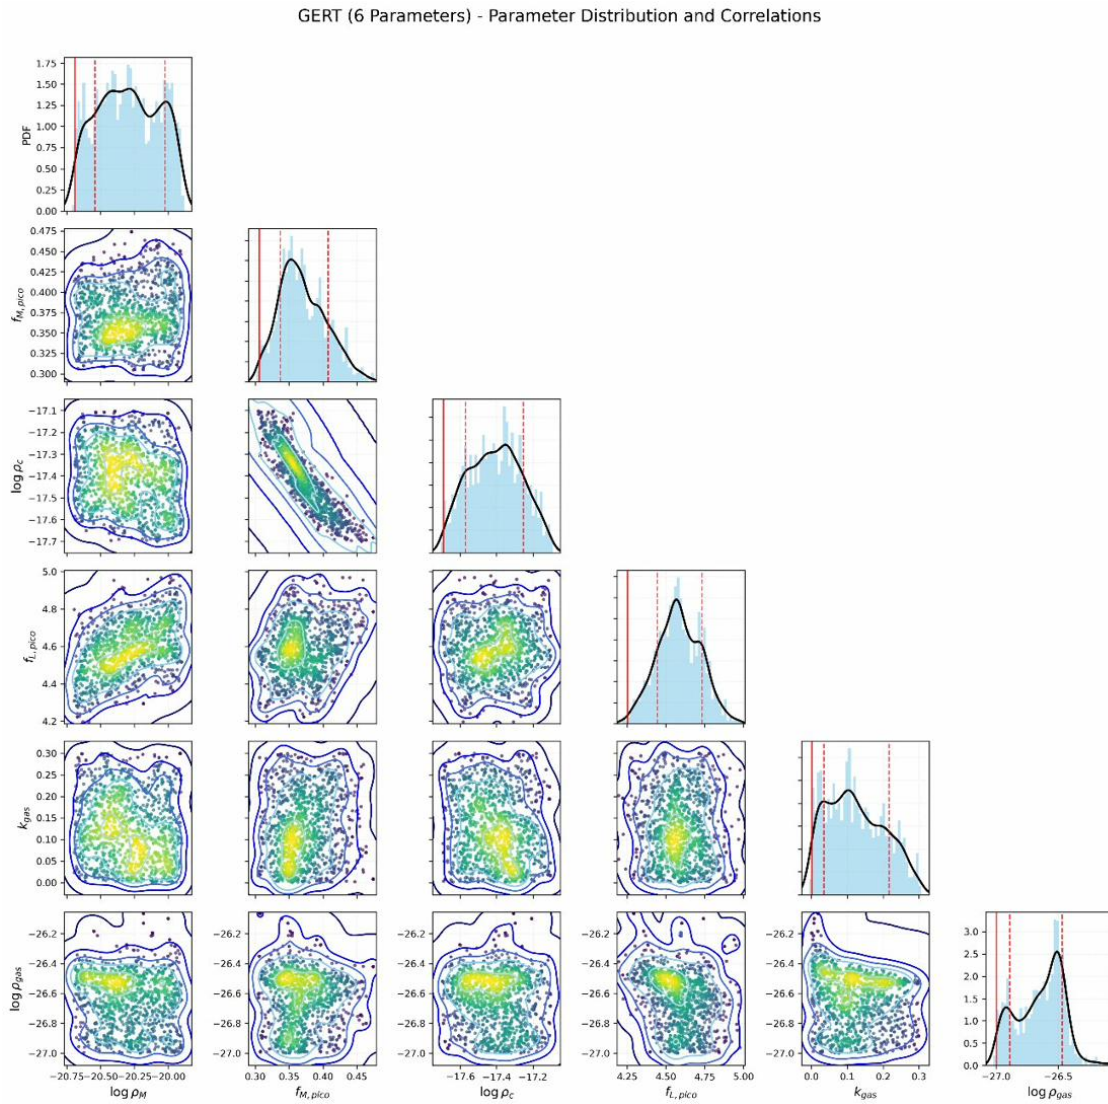 GERT (6 Parameters) - Parameter Distribution and Correlations
1.75
1.50
1.25
1.00
0.75
0.50
0.25
0.00
PDF
0.475
0.450
0.425
0.400
0.375
0.350
0.325
0.300
f_{M,pico}
−17.1
−17.2
−17.3
−17.4
−17.5
−17.6
−17.7
log ρ_c
5.0
4.8
4.6
4.4
4.2
f_{L,pico}
0.30
0.25
0.20
0.15
0.10
0.05
0.00
k_{gas}
−26.2
−26.4
−26.6
−26.8
−27.0
log ρ_{gas}
3.0
2.5
2.0
1.5
1.0
0.5
0.0
−20.75 −20.50 −20.25 −20.00
0.30 0.35 0.40 0.45
−17.6 −17.4 −17.2
4.25 4.50 4.75 5.00
0.0 0.1 0.2 0.3
−27.0 −26.5
log ρ_M
f_{M,pico}
log ρ_c
f_{L,pico}
k_{gas}
log ρ_{gas}